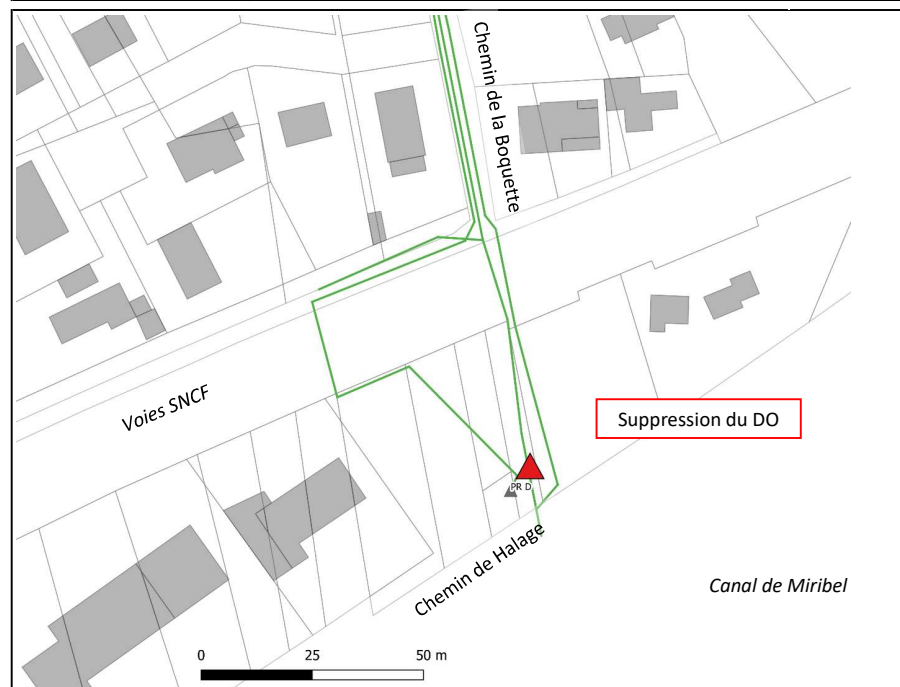 Chemin de la Boquette
Voies SNCF
Suppression du DO
PR D
Chemin de Halage
Canal de Miribel
0 25 50 m